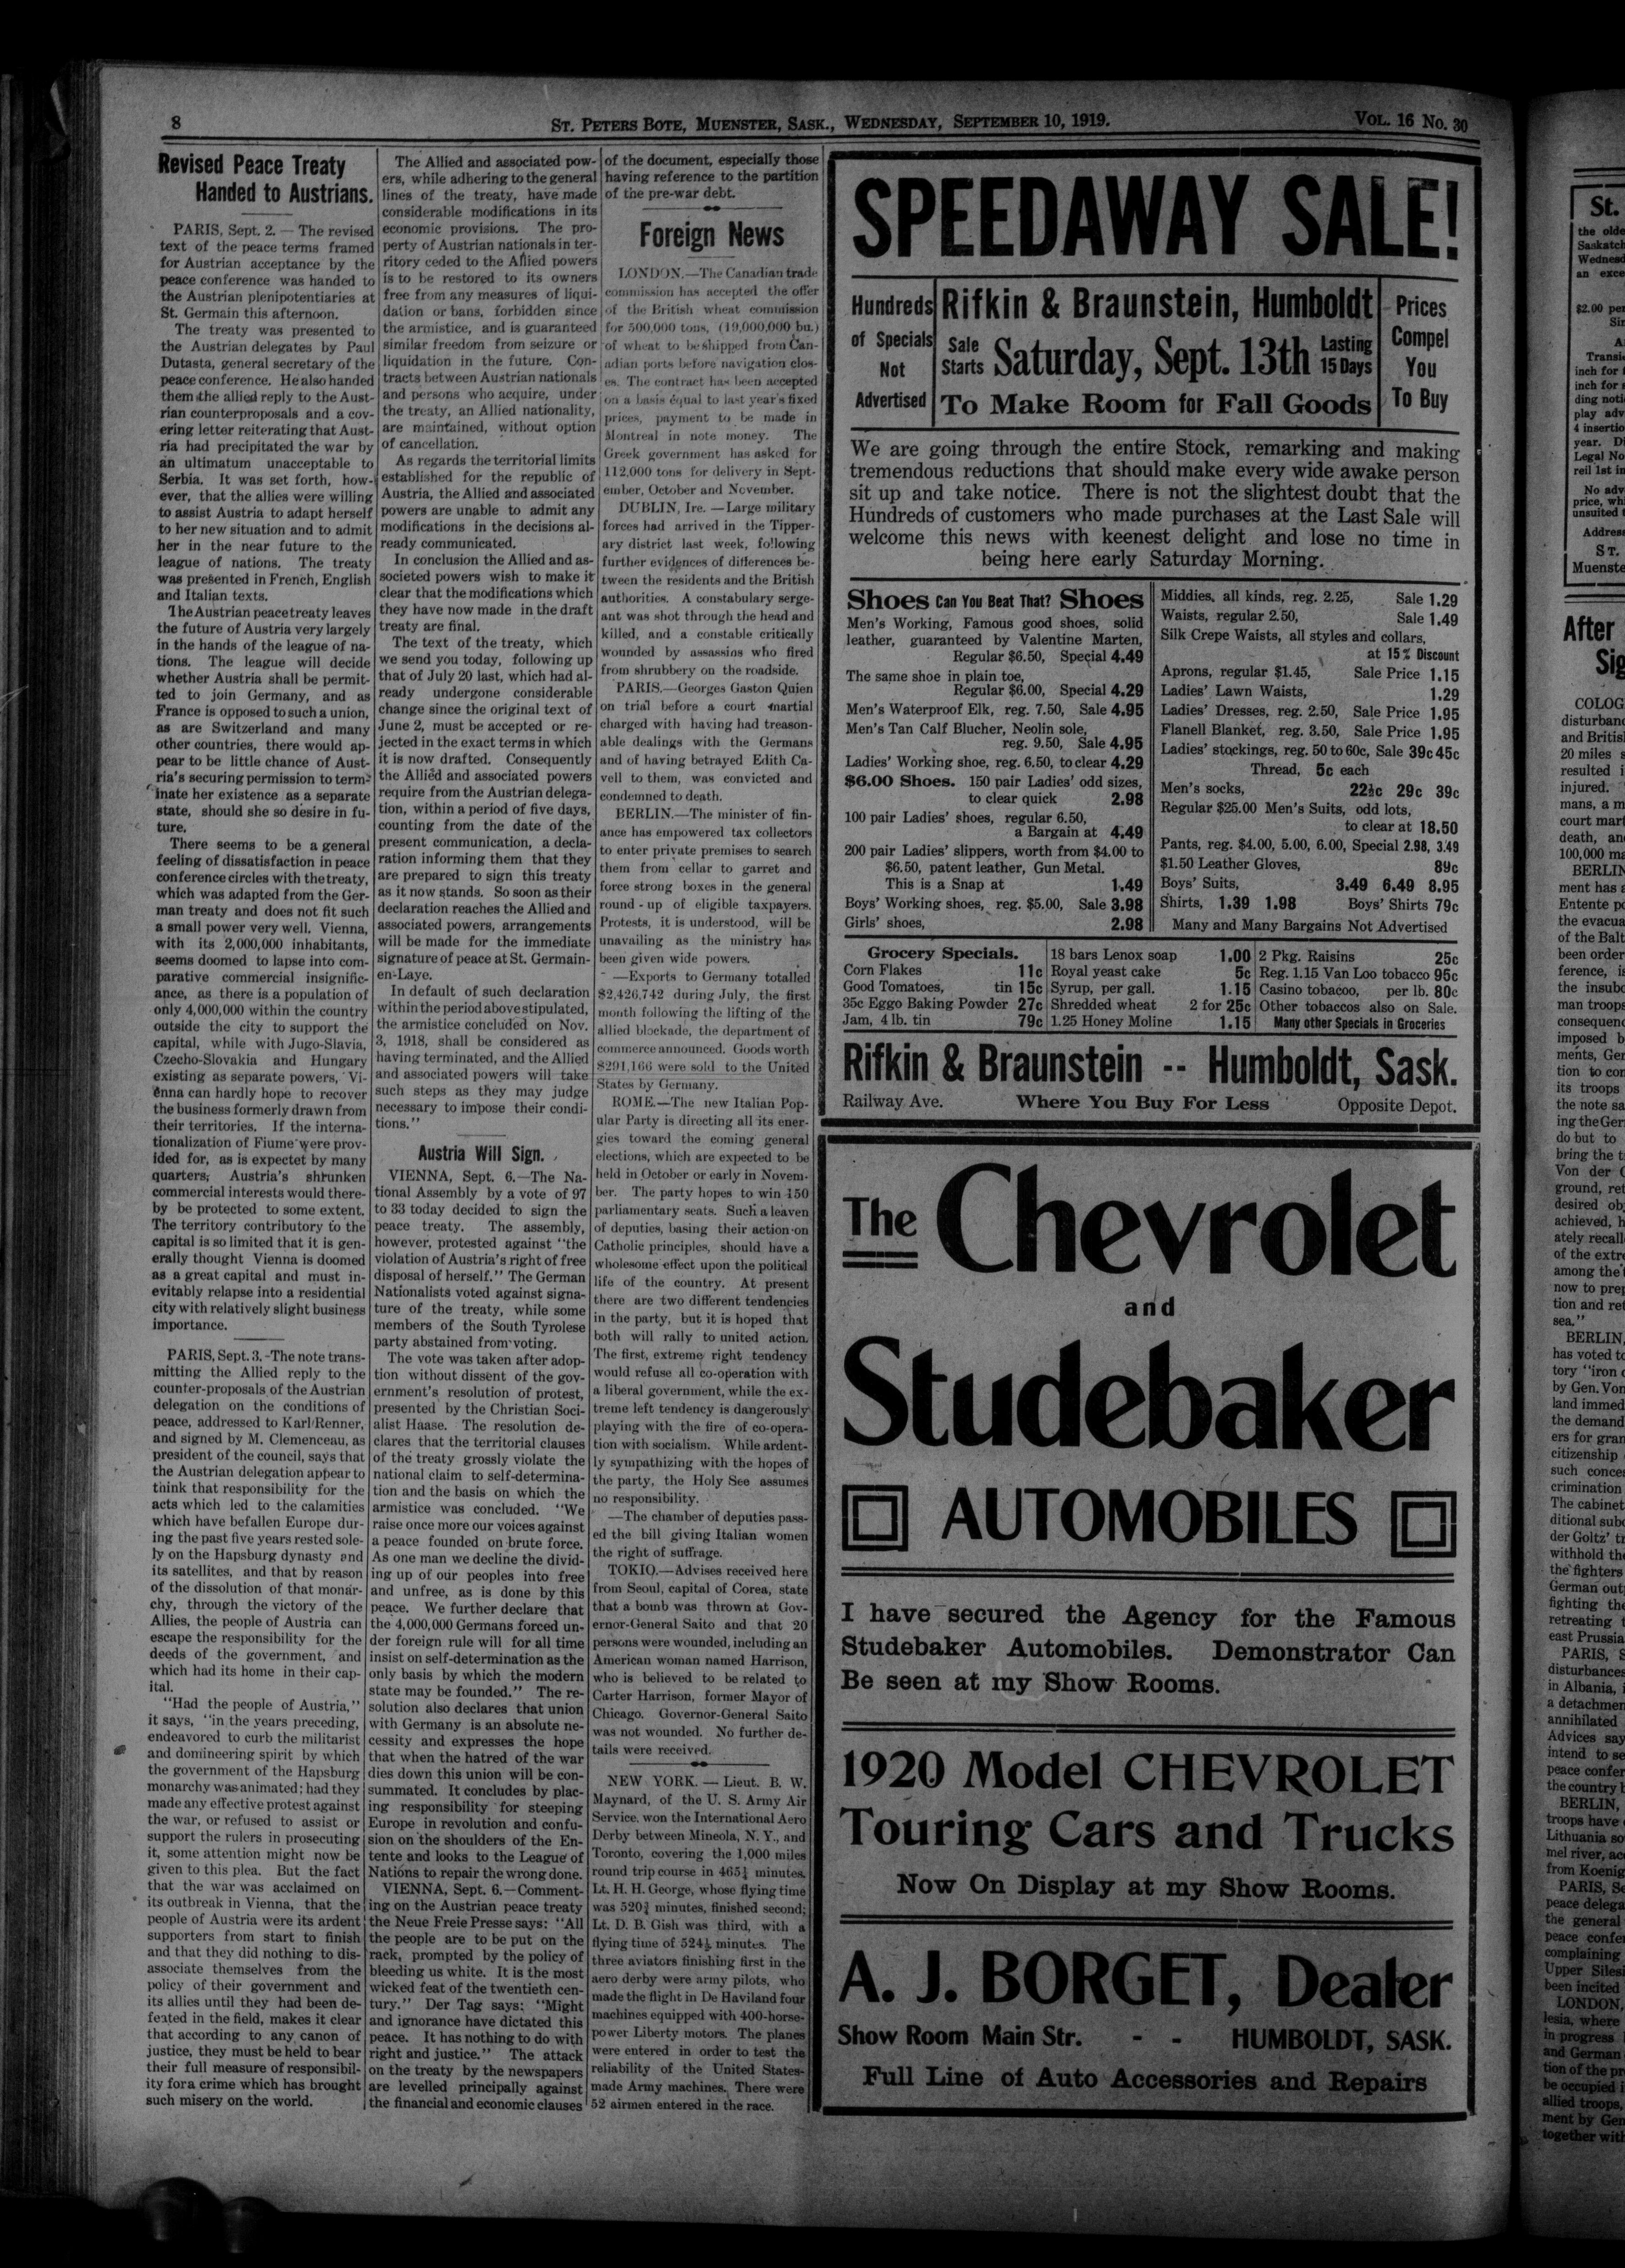 8
ST. PETERS BOTE, MUENSTER, SASK., WEDNESDAY, SEPTEMBER 10, 1919.
VOL. 16 No. 30
Revised Peace Treaty
Handed to Austrians.
PARIS, Sept. 2. — The revised
text of the peace terms framed
for Austrian acceptance by the
peace conference was handed to
the Austrian plenipotentiaries at
St. Germain this afternoon.
The treaty was presented to
the Austrian delegates by Paul
Dutasta, general secretary of the
peace conference. He also handed
them the allied reply to the Aust-
rian counterproposals and a cov-
ering letter reiterating that Aust-
ria had precipitated the war by
an ultimatum unacceptable to
Serbia. It was set forth, how-
ever, that the allies were willing
to assist Austria to adapt herself
to her new situation and to admit
her in the near future to the
league of nations. The treaty
was presented in French, English
and Italian texts.
The Austrian peace treaty leaves
the future of Austria very largely
in the hands of the league of na-
tions. The league will decide
whether Austria shall be permit-
ted to join Germany, and as
France is opposed to such a union,
as are Switzerland and many
other countries, there would ap-
pear to be little chance of Aust-
ria's securing permission to term-
inate her existence as a separate
state, should she so desire in fu-
ture.
There seems to be a general
feeling of dissatisfaction in peace
conference circles with the treaty,
which was adapted from the Ger-
man treaty and does not fit such
a small power very well. Vienna,
with its 2,000,000 inhabitants,
seems doomed to lapse into com-
parative commercial insignific-
ance, as there is a population of
only 4,000,000 within the country
outside the city to support the
capital, while with Jugo-Slavia,
Czecho-Slovakia and Hungary
existing as separate powers, Vi-
enna can hardly hope to recover
the business formerly drawn from
their territories. If the interna-
tionalization of Fiume were prov-
ided for, as is expectet by many
quarters, Austria's shrunken
commercial interests would there-
by be protected to some extent.
The territory contributory to the
capital is so limited that it is gen-
erally thought Vienna is doomed
as a great capital and must in-
evitably relapse into a residential
city with relatively slight business
importance.
PARIS, Sept. 3.-The note trans-
mitting the Allied reply to the
counter-proposals of the Austrian
delegation on the conditions of
peace, addressed to Karl Renner,
and signed by M. Clemenceau, as
president of the council, says that
the Austrian delegation appear to
think that responsibility for the
acts which led to the calamities
which have befallen Europe dur-
ing the past five years rested sole-
ly on the Hapsburg dynasty and
its satellites, and that by reason
of the dissolution of that monar-
chy, through the victory of the
Allies, the people of Austria can
escape the responsibility for the
deeds of the government, and
which had its home in their cap-
ital.
"Had the people of Austria,"
it says, "in the years preceding,
endeavored to curb the militarist
and domineering spirit by which
the government of the Hapsburg
monarchy was animated; had they
made any effective protest against
the war, or refused to assist or
support the rulers in prosecuting
it, some attention might now be
given to this plea. But the fact
that the war was acclaimed on
its outbreak in Vienna, that the
people of Austria were its ardent
supporters from start to finish
and that they did nothing to dis-
associate themselves from the
policy of their government and
its allies until they had been de-
feated in the field, makes it clear
that according to any canon of
justice, they must be held to bear
their full measure of responsibil-
ity for a crime which has brought
such misery on the world.
The Allied and associated pow-
ers, while adhering to the general
lines of the treaty, have made
considerable modifications in its
economic provisions. The pro-
perty of Austrian nationals in ter-
ritory ceded to the Allied powers
is to be restored to its owners
free from any measures of liqui-
dation or bans, forbidden since
the armistice, and is guaranteed
similar freedom from seizure or
liquidation in the future. Con-
tracts between Austrian nationals
and persons who acquire, under
the treaty, an Allied nationality,
are maintained, without option
of cancellation.
As regards the territorial limits
established for the republic of
Austria, the Allied and associated
powers are unable to admit any
modifications in the decisions al-
ready communicated.
In conclusion the Allied and as-
societed powers wish to make it
clear that the modifications which
they have now made in the draft
treaty are final.
The text of the treaty, which
we send you today, following up
that of July 20 last, which had al-
ready undergone considerable
change since the original text of
June 2, must be accepted or re-
jected in the exact terms in which
it is now drafted. Consequently
the Allied and associated powers
require from the Austrian delega-
tion, within a period of five days,
counting from the date of the
present communication, a decla-
ration informing them that they
are prepared to sign this treaty
as it now stands. So soon as their
declaration reaches the Allied and
associated powers, arrangements
will be made for the immediate
signature of peace at St. Germain-
en-Laye.
In default of such declaration
within the period above stipulated,
the armistice concluded on Nov.
3, 1918, shall be considered as
having terminated, and the Allied
and associated powers will take
such steps as they may judge
necessary to impose their condi-
tions."
Austria Will Sign.
VIENNA, Sept. 6.—The Na-
tional Assembly by a vote of 97
to 33 today decided to sign the
peace treaty. The assembly,
however, protested against "the
violation of Austria's right of free
disposal of herself." The German
Nationalists voted against signa-
ture of the treaty, while some
members of the South Tyrolese
party abstained from voting.
The vote was taken after adop-
tion without dissent of the gov-
ernment's resolution of protest,
presented by the Christian Soci-
alist Haase. The resolution de-
clares that the territorial clauses
of the treaty grossly violate the
national claim to self-determina-
tion and the basis on which the
armistice was concluded. "We
raise once more our voices against
a peace founded on brute force.
As one man we decline the divid-
ing up of our peoples into free
and unfree, as is done by this
peace. We further declare that
the 4,000,000 Germans forced un-
der foreign rule will for all time
insist on self-determination as the
only basis by which the modern
state may be founded." The re-
solution also declares that union
with Germany is an absolute ne-
cessity and expresses the hope
that when the hatred of the war
dies down this union will be con-
summated. It concludes by plac-
ing responsibility for steeping
Europe in revolution and confu-
sion on the shoulders of the En-
tente and looks to the League of
Nations to repair the wrong done.
VIENNA, Sept. 6.—Comment-
ing on the Austrian peace treaty
the Neue Freie Presse says: "All
the people are to be put on the
rack, prompted by the policy of
bleeding us white. It is the most
wicked feat of the twentieth cen-
tury." Der Tag says: "Might
and ignorance have dictated this
peace. It has nothing to do with
right and justice." The attack
on the treaty by the newspapers
are levelled principally against
the financial and economic clauses
of the document, especially those
having reference to the partition
of the pre-war debt.
Foreign News
LONDON.—The Canadian trade
commission has accepted the offer
of the British wheat commission
for 500,000 tons, (19,000,000 bu.)
of wheat to be shipped from Can-
adian ports before navigation clos-
es. The contract has been accepted
on a basis equal to last year's fixed
prices, payment to be made in
Montreal in note money. The
Greek government has asked for
112,000 tons for delivery in Sept-
ember, October and November.
DUBLIN, Ire. —Large military
forces had arrived in the Tipper-
ary district last week, following
further evidences of differences be-
tween the residents and the British
authorities. A constabulary serge-
ant was shot through the head and
killed, and a constable critically
wounded by assassins who fired
from shrubbery on the roadside.
PARIS.—Georges Gaston Quien
on trial before a court martial
charged with having had treason-
able dealings with the Germans
and of having betrayed Edith Ca-
vell to them, was convicted and
condemned to death.
BERLIN.—The minister of fin-
ance has empowered tax collectors
to enter private premises to search
them from cellar to garret and
force strong boxes in the general
round-up of eligible taxpayers.
Protests, it is understood, will be
unavailing as the ministry has
been given wide powers.
—Exports to Germany totalled
$2,426,742 during July, the first
month following the lifting of the
allied blockade, the department of
commerce announced. Goods worth
$291,166 were sold to the United
States by Germany.
ROME.—The new Italian Pop-
ular Party is directing all its ener-
gies toward the coming general
elections, which are expected to be
held in October or early in Novem-
ber. The party hopes to win 150
parliamentary seats. Such a leaven
of deputies, basing their action on
Catholic principles, should have a
wholesome effect upon the political
life of the country. At present
there are two different tendencies
in the party, but it is hoped that
both will rally to united action.
The first, extreme right tendency
would refuse all co-operation with
a liberal government, while the ex-
treme left tendency is dangerously
playing with the fire of co-opera-
tion with socialism. While ardent-
ly sympathizing with the hopes of
the party, the Holy See assumes
no responsibility.
—The chamber of deputies pass-
ed the bill giving Italian women
the right of suffrage.
TOKIO.—Advises received here
from Seoul, capital of Corea, state
that a bomb was thrown at Gov-
ernor-General Saito and that 20
persons were wounded, including an
American woman named Harrison,
who is believed to be related to
Carter Harrison, former Mayor of
Chicago. Governor-General Saito
was not wounded. No further de-
tails were received.
NEW YORK. — Lieut. B. W.
Maynard, of the U. S. Army Air
Service, won the International Aero
Derby between Mineola, N. Y., and
Toronto, covering the 1,000 miles
round trip course in 465¼ minutes.
Lt. H. H. George, whose flying time
was 520¾ minutes, finished second;
Lt. D. B. Gish was third, with a
flying time of 524½ minutes. The
three aviators finishing first in the
aero derby were army pilots, who
made the flight in De Haviland four
machines equipped with 400-horse-
power Liberty motors. The planes
were entered in order to test the
reliability of the United States-
made Army machines. There were
52 airmen entered in the race.
SPEEDAWAY SALE!
Hundreds
of Specials
Not
Advertised
Rifkin & Braunstein, Humboldt
Sale Starts Saturday, Sept. 13th Lasting 15 Days
To Make Room for Fall Goods
Prices
Compel
You
To Buy
We are going through the entire Stock, remarking and making
tremendous reductions that should make every wide awake person
sit up and take notice. There is not the slightest doubt that the
Hundreds of customers who made purchases at the Last Sale will
welcome this news with keenest delight and lose no time in
being here early Saturday Morning.
Shoes Can You Beat That? Shoes
Men's Working, Famous good shoes, solid
leather, guaranteed by Valentine Marten,
Regular $6.50, Special 4.49
The same shoe in plain toe,
Regular $6.00, Special 4.29
Men's Waterproof Elk, reg. 7.50, Sale 4.95
Men's Tan Calf Blucher, Neolin sole,
reg. 9.50, Sale 4.95
Ladies' Working shoe, reg. 6.50, to clear 4.29
$6.00 Shoes. 150 pair Ladies' odd sizes,
to clear quick 2.98
100 pair Ladies' shoes, regular 6.50,
a Bargain at 4.49
200 pair Ladies' slippers, worth from $4.00 to
$6.50, patent leather, Gun Metal.
This is a Snap at 1.49
Boys' Working shoes, reg. $5.00, Sale 3.98
Girls' shoes, 2.98
Middies, all kinds, reg. 2.25, Sale 1.29
Waists, regular 2.50, Sale 1.49
Silk Crepe Waists, all styles and collars,
at 15% Discount
Aprons, regular $1.45, Sale Price 1.15
Ladies' Lawn Waists, 1.29
Ladies' Dresses, reg. 2.50, Sale Price 1.95
Flanell Blanket, reg. 3.50, Sale Price 1.95
Ladies' stockings, reg. 50 to 60c, Sale 39c 45c
Thread, 5c each
Men's socks, 22½c 29c 39c
Regular $25.00 Men's Suits, odd lots,
to clear at 18.50
Pants, reg. $4.00, 5.00, 6.00, Special 2.98, 3.49
$1.50 Leather Gloves, 89c
Boys' Suits, 3.49 6.49 8.95
Shirts, 1.39 1.98 Boys' Shirts 79c
Many and Many Bargains Not Advertised
Grocery Specials.
Corn Flakes 11c
Good Tomatoes, tin 15c
35c Eggo Baking Powder 27c
Jam, 4 lb. tin 79c
18 bars Lenox soap 1.00
Royal yeast cake 5c
Syrup, per gall. 1.15
Shredded wheat 2 for 25c
1.25 Honey Moline 1.15
2 Pkg. Raisins 25c
Reg. 1.15 Van Loo tobacco 95c
Casino tobacoo, per lb. 80c
Other tobaccos also on Sale.
Many other Specials in Groceries
Rifkin & Braunstein -- Humboldt, Sask.
Railway Ave. Where You Buy For Less Opposite Depot.
The Chevrolet
and
Studebaker
AUTOMOBILES
I have secured the Agency for the Famous
Studebaker Automobiles. Demonstrator Can
Be seen at my Show Rooms.
1920 Model CHEVROLET
Touring Cars and Trucks
Now On Display at my Show Rooms.
A. J. BORGET, Dealer
Show Room Main Str. - - HUMBOLDT, SASK.
Full Line of Auto Accessories and Repairs